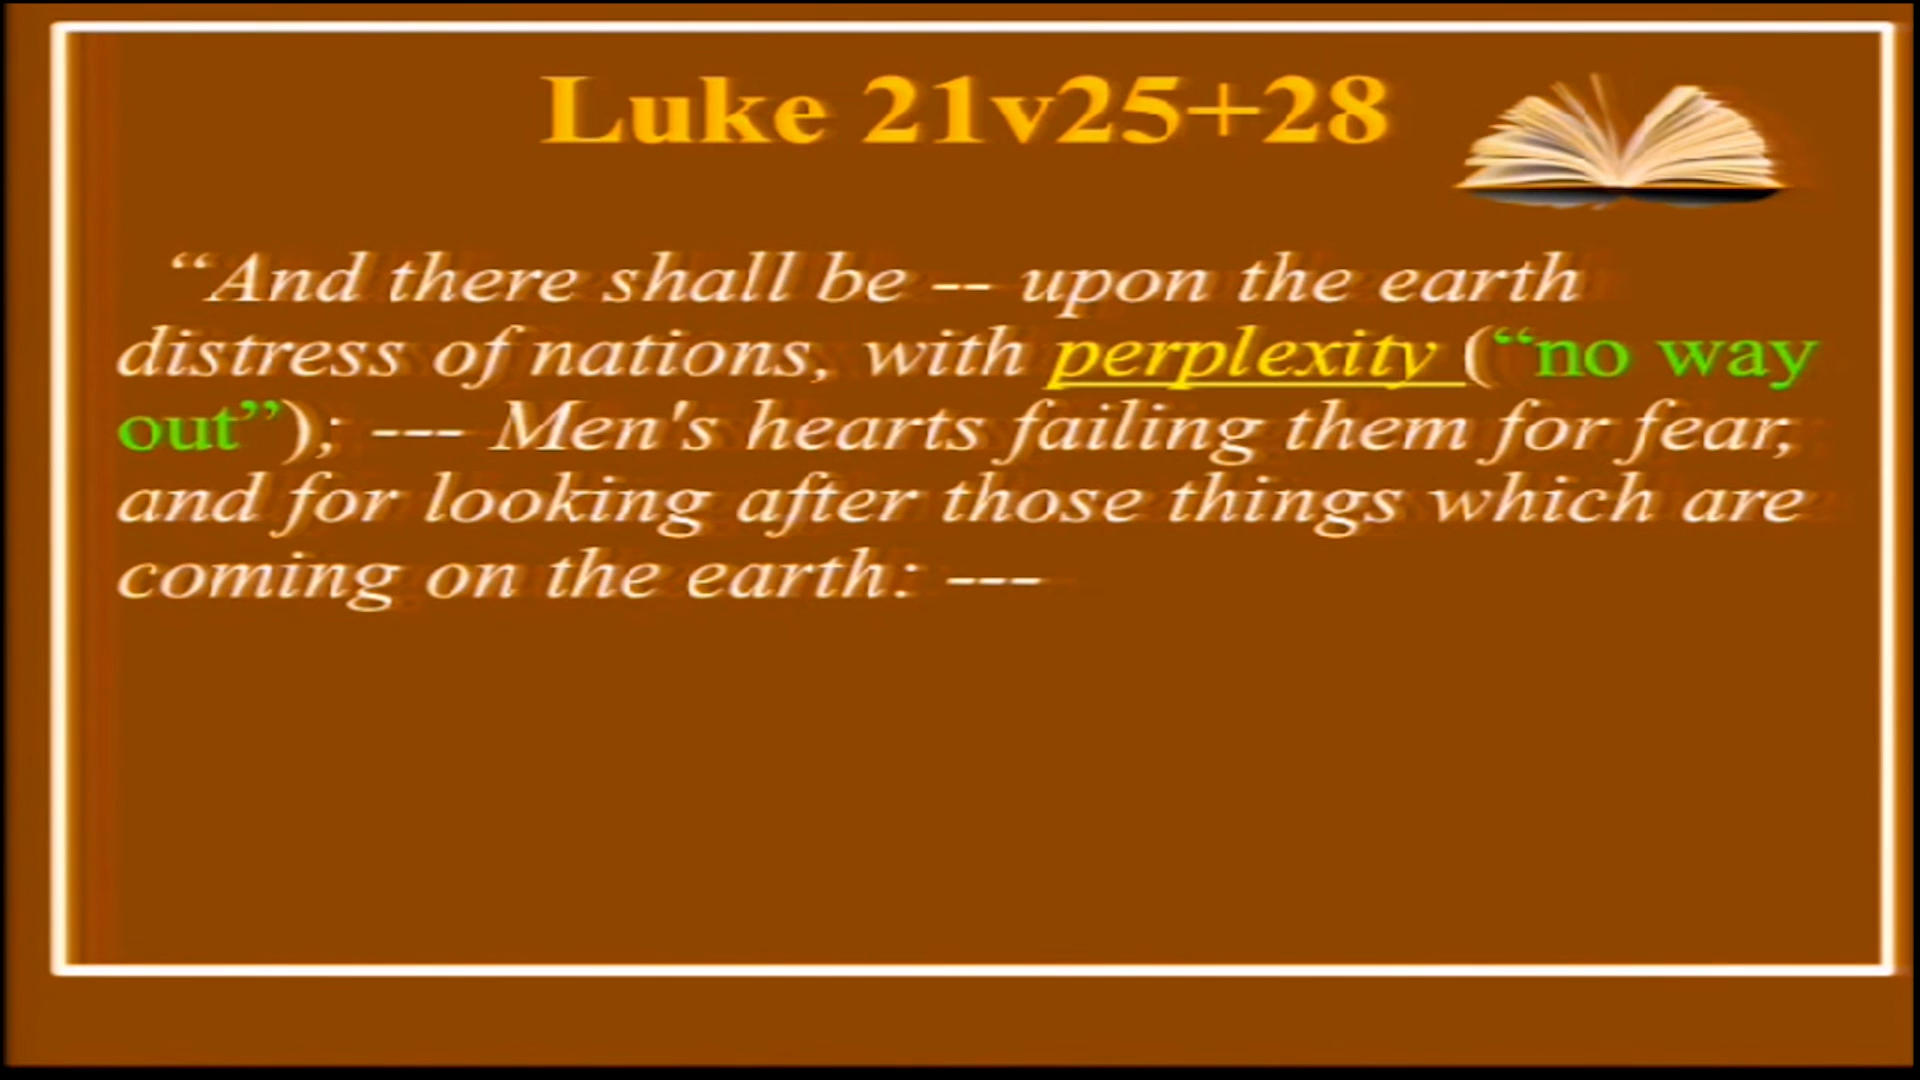 Luke 21v25+28
“And there shall be -- upon the earth
distress of nations, with perplexity (“no way
out”); --- Men's hearts failing them for fear,
and for looking after those things which are
coming on the earth: ---